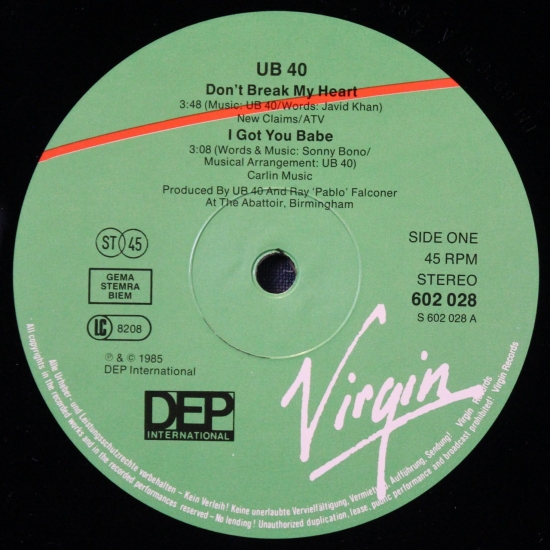 UB 40
Don't Break My Heart
3:48 (Music: UB 40/Words: Javid Khan)
New Claims/ATV
I Got You Babe
3:08 (Words & Music: Sonny Bono/
Musical Arrangement: UB 40)
Carlin Music
Produced By UB 40 And Ray 'Pablo' Falconer
At The Abattoir, Birmingham
ST 45
GEMA
STEMRA
BIEM
LC 8208
℗ & © 1985
DEP International
DEP
INTERNATIONAL
SIDE ONE
45 RPM
STEREO
602 028
S 602 028 A
Virgin
Alle Urheber- und Leistungsschutzrechte vorbehalten – Kein Verleih! Keine unerlaubte Vervielfältigung, Vermietung, Aufführung, Sendung! Virgin Records
All copyrights in the recorded works and in the recorded performances reserved – No lending! Unauthorized duplication, lease, public performance and broadcast prohibited! Virgin Records